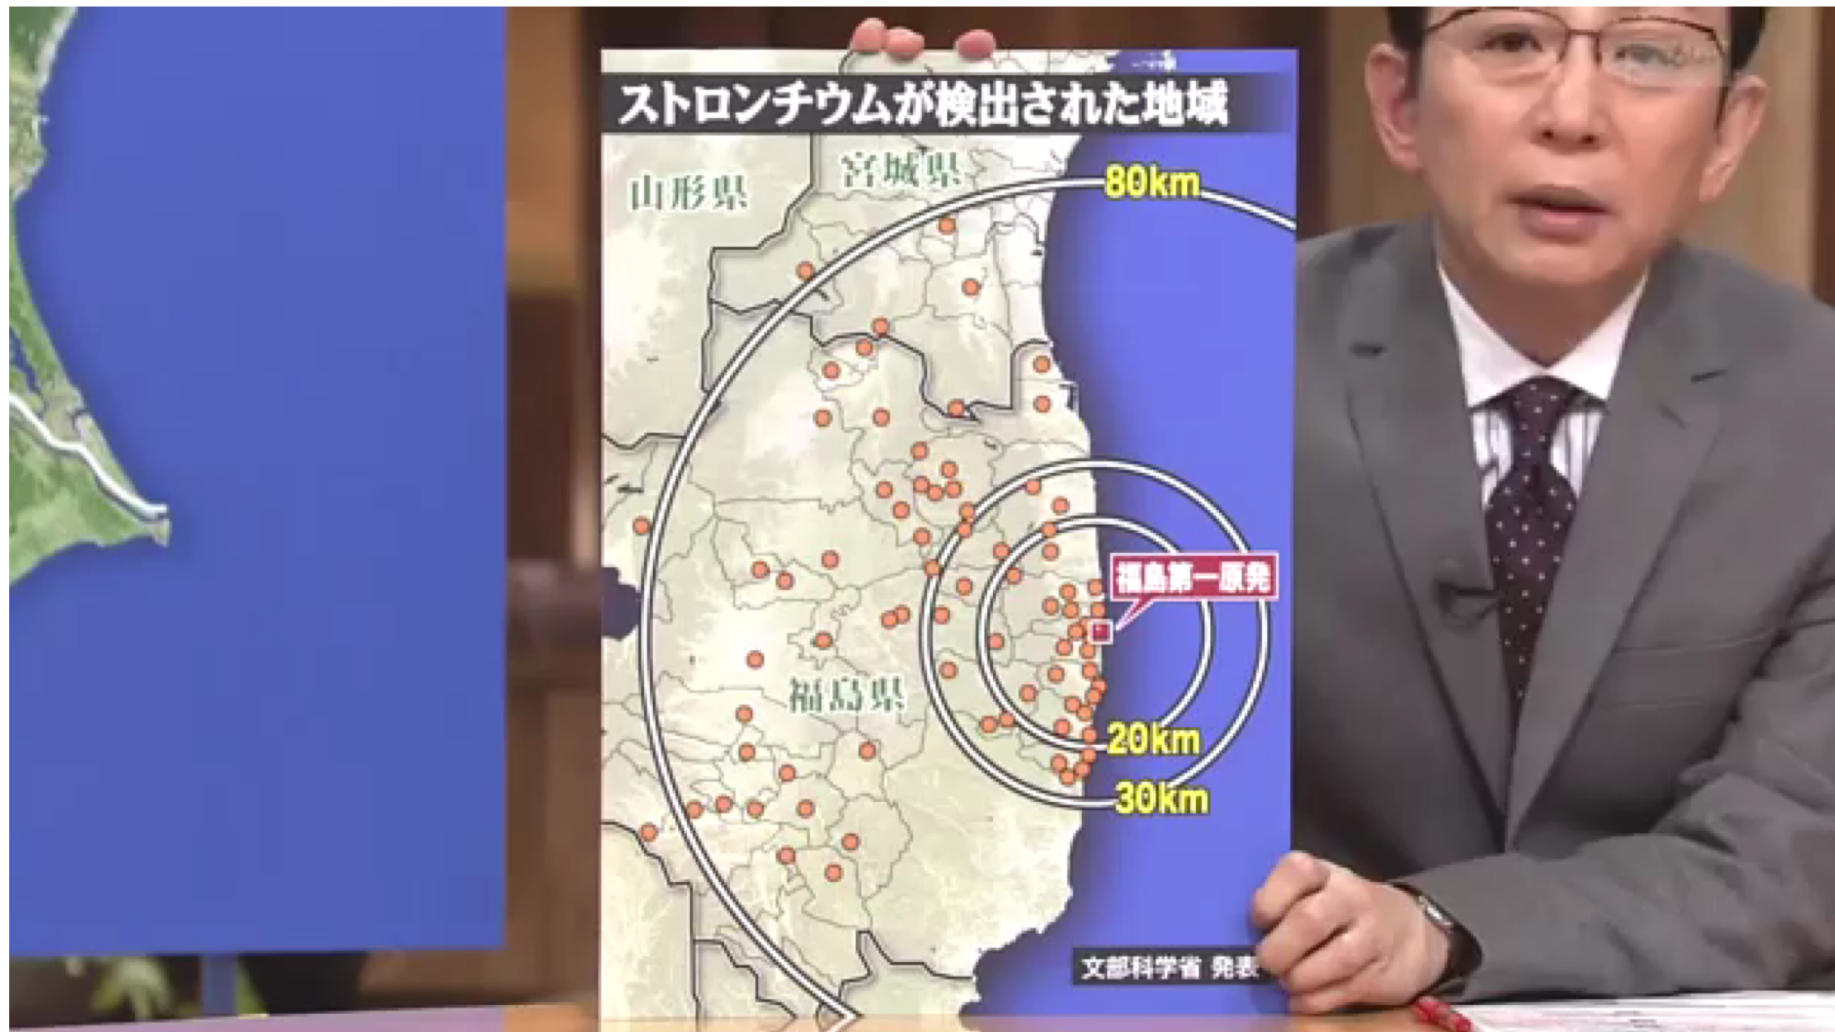 ストロンチウムが検出された地域
山形県
宮城県
80km
福島第一原発
福島県
20km
30km
文部科学省 発表